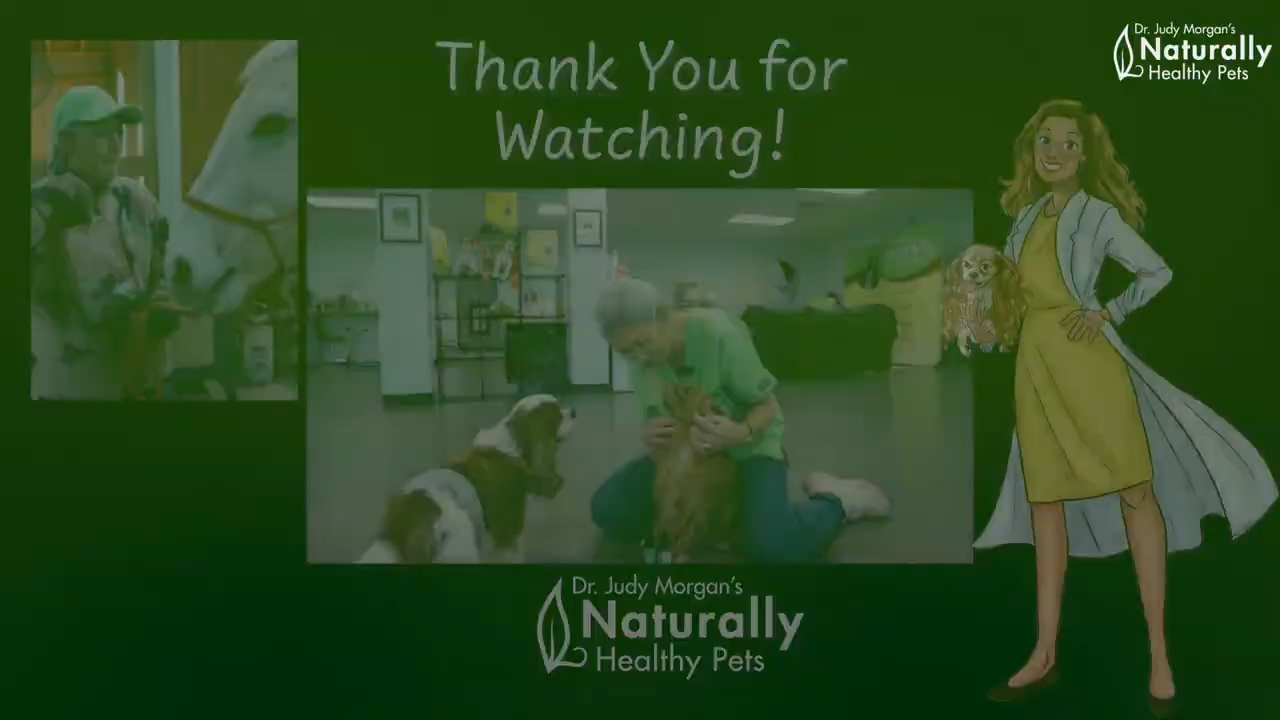 Thank You for
Watching!
Dr. Judy Morgan's
Naturally
Healthy Pets
Dr. Judy Morgan's
Naturally
Healthy Pets